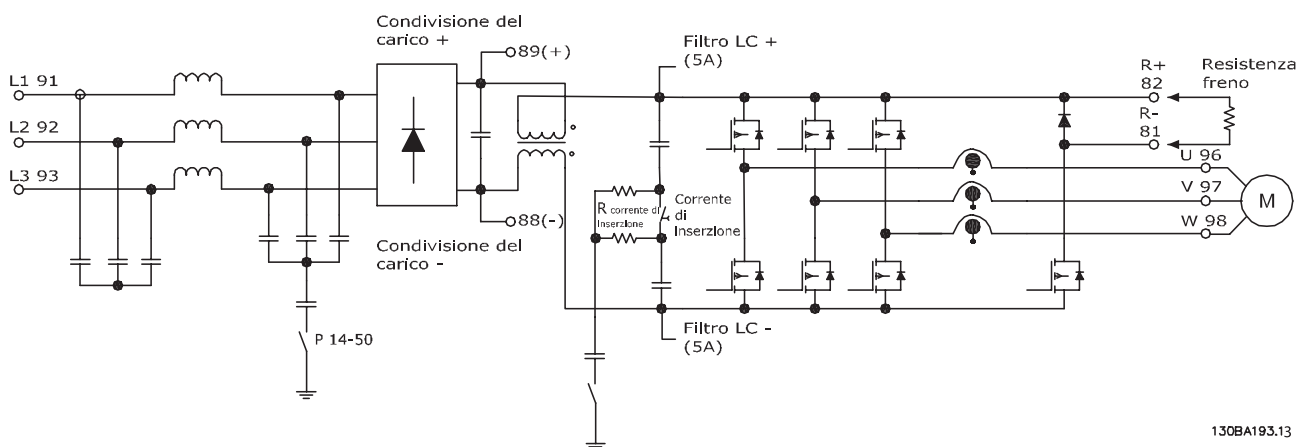 Condivisione del
carico +
89(+)
Filtro LC +
(5A)
R+
82
Resistenza
freno
L1 91
R-
81
L2 92
U 96
L3 93
V 97
M
R corrente di
Inserzione
Corrente
di
inserzione
88(-)
W 98
Condivisione del
carico -
P 14-50
Filtro LC -
(5A)
130BA193.13